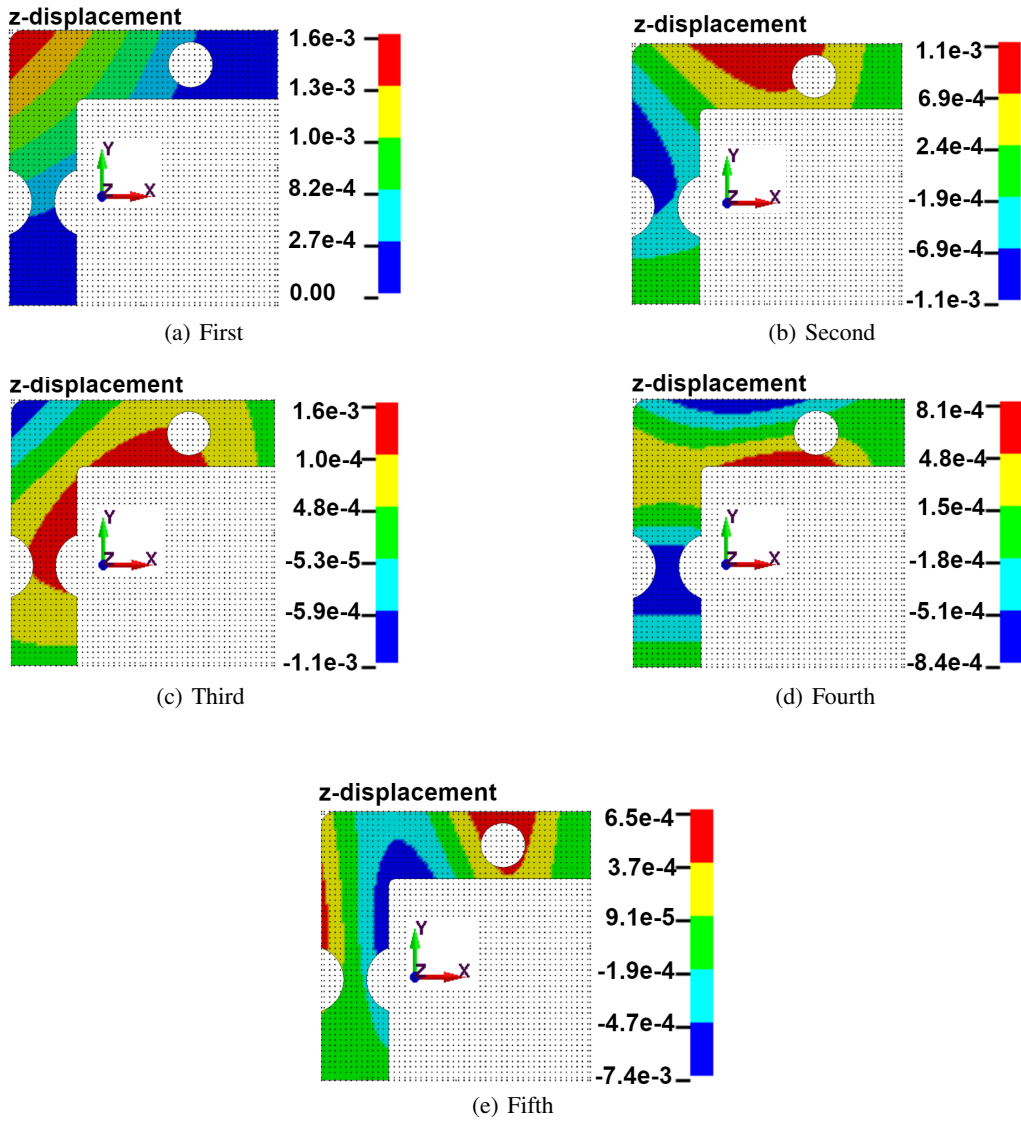 z-displacement
1.6e-3
1.3e-3
1.0e-3
8.2e-4
2.7e-4
0.00
Y
Z
X
(a) First
z-displacement
1.1e-3
6.9e-4
2.4e-4
-1.9e-4
-6.9e-4
-1.1e-3
Y
Z
X
(b) Second
z-displacement
1.6e-3
1.0e-4
4.8e-4
-5.3e-5
-5.9e-4
-1.1e-3
Y
Z
X
(c) Third
z-displacement
8.1e-4
4.8e-4
1.5e-4
-1.8e-4
-5.1e-4
-8.4e-4
Y
Z
X
(d) Fourth
z-displacement
6.5e-4
3.7e-4
9.1e-5
-1.9e-4
-4.7e-4
-7.4e-3
Y
Z
X
(e) Fifth